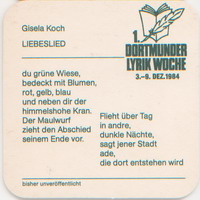 Gisela Koch
LIEBESLIED
1.
DORTMUNDER
LYRIK WOCHE
3.–9. DEZ. 1984
du grüne Wiese,
bedeckt mit Blumen,
rot, gelb, blau
und neben dir der
himmelshohe Kran.
Der Maulwurf
zieht den Abschied
seinem Ende vor.
Flieht über Tag
in andre,
dunkle Nächte,
sagt jener Stadt
ade,
die dort entstehen wird
bisher unveröffentlicht